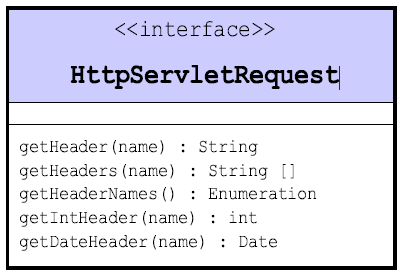 <<interface>>
HttpServletRequest
getHeader(name) : String
getHeaders(name) : String []
getHeaderNames() : Enumeration
getIntHeader(name) : int
getDateHeader(name) : Date